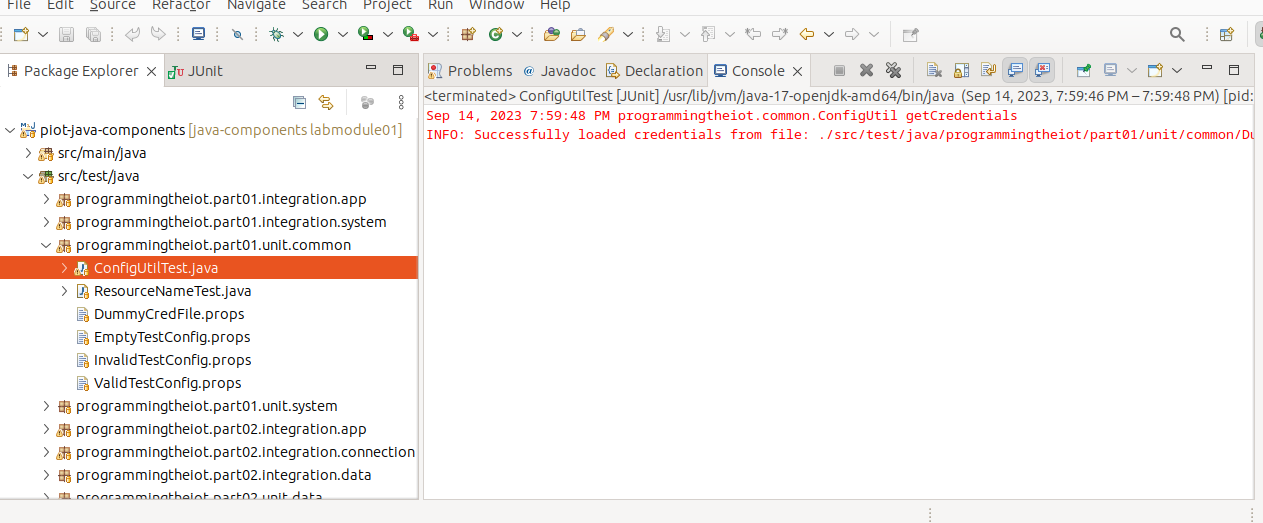 File Edit Source Refactor Navigate Search Project Run Window Help
Package Explorer JUnit
piot-java-components [java-components labmodule01]
src/main/java
src/test/java
programmingtheiot.part01.integration.app
programmingtheiot.part01.integration.system
programmingtheiot.part01.unit.common
ConfigUtilTest.java
ResourceNameTest.java
DummyCredFile.props
EmptyTestConfig.props
InvalidTestConfig.props
ValidTestConfig.props
programmingtheiot.part01.unit.system
programmingtheiot.part02.integration.app
programmingtheiot.part02.integration.connection
programmingtheiot.part02.integration.data
programmingtheiot.part02.unit.data
Problems @ Javadoc Declaration Console
<terminated> ConfigUtilTest [JUnit] /usr/lib/jvm/java-17-openjdk-amd64/bin/java (Sep 14, 2023, 7:59:46 PM – 7:59:48 PM) [pid:
Sep 14, 2023 7:59:48 PM programmingtheiot.common.ConfigUtil getCredentials
INFO: Successfully loaded credentials from file: ./src/test/java/programmingtheiot/part01/unit/common/Du